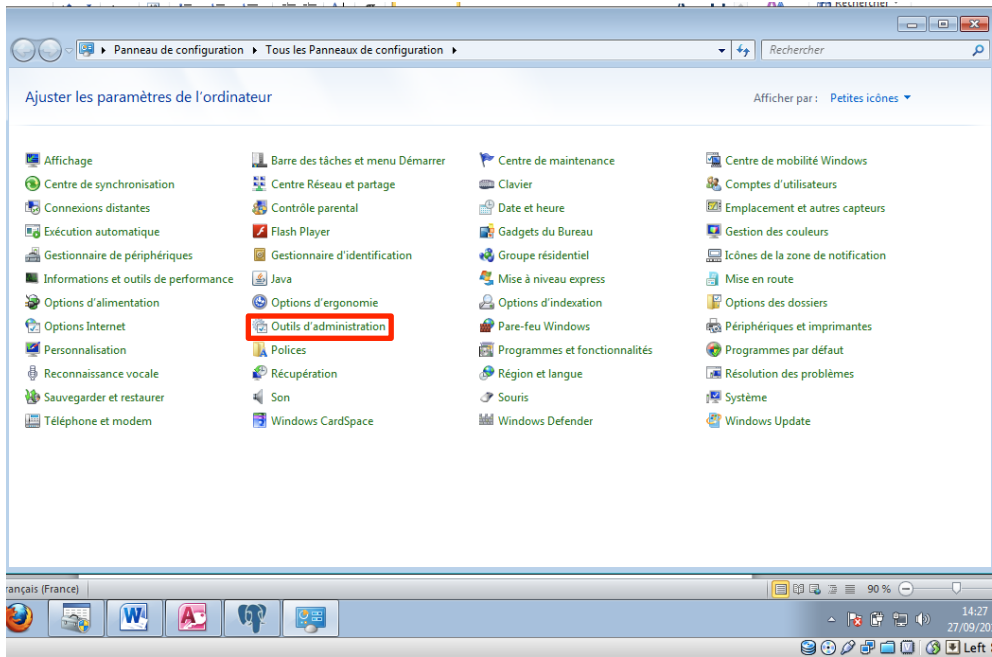 Rechercher
Panneau de configuration Tous les Panneaux de configuration
Rechercher
Ajuster les paramètres de l'ordinateur
Afficher par : Petites icônes
Affichage
Barre des tâches et menu Démarrer
Centre de maintenance
Centre de mobilité Windows
Centre de synchronisation
Centre Réseau et partage
Clavier
Comptes d'utilisateurs
Connexions distantes
Contrôle parental
Date et heure
Emplacement et autres capteurs
Exécution automatique
Flash Player
Gadgets du Bureau
Gestion des couleurs
Gestionnaire de périphériques
Gestionnaire d'identification
Groupe résidentiel
Icônes de la zone de notification
Informations et outils de performance
Java
Mise à niveau express
Mise en route
Options d'alimentation
Options d'ergonomie
Options d'indexation
Options des dossiers
Options Internet
Outils d'administration
Pare-feu Windows
Périphériques et imprimantes
Personnalisation
Polices
Programmes et fonctionnalités
Programmes par défaut
Reconnaissance vocale
Récupération
Région et langue
Résolution des problèmes
Sauvegarder et restaurer
Son
Souris
Système
Téléphone et modem
Windows CardSpace
Windows Defender
Windows Update
rançais (France)
90 %
14:27
27/09/20
Left